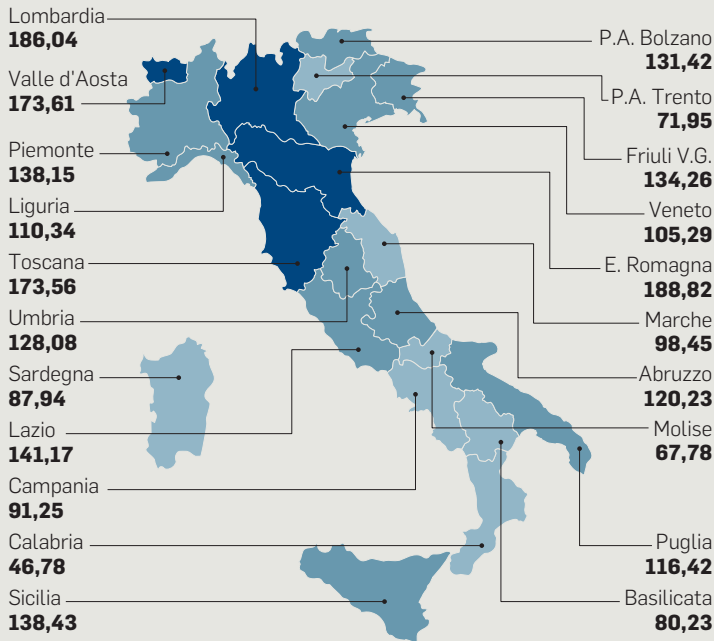 Lombardia
186,04
Valle d'Aosta
173,61
Piemonte
138,15
Liguria
110,34
Toscana
173,56
Umbria
128,08
Sardegna
87,94
Lazio
141,17
Campania
91,25
Calabria
46,78
Sicilia
138,43
P.A. Bolzano
131,42
P.A. Trento
71,95
Friuli V.G.
134,26
Veneto
105,29
E. Romagna
188,82
Marche
98,45
Abruzzo
120,23
Molise
67,78
Puglia
116,42
Basilicata
80,23